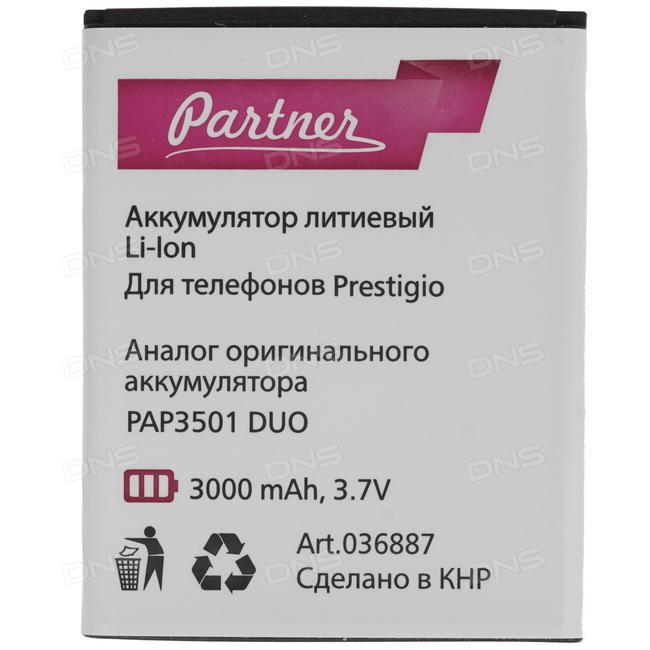 Partner
Аккумулятор литиевый
Li-Ion
Для телефонов Prestigio
Аналог оригинального
аккумулятора
PAP3501 DUO
3000 mAh, 3.7V
Art.036887
Сделано в КНР
DNS